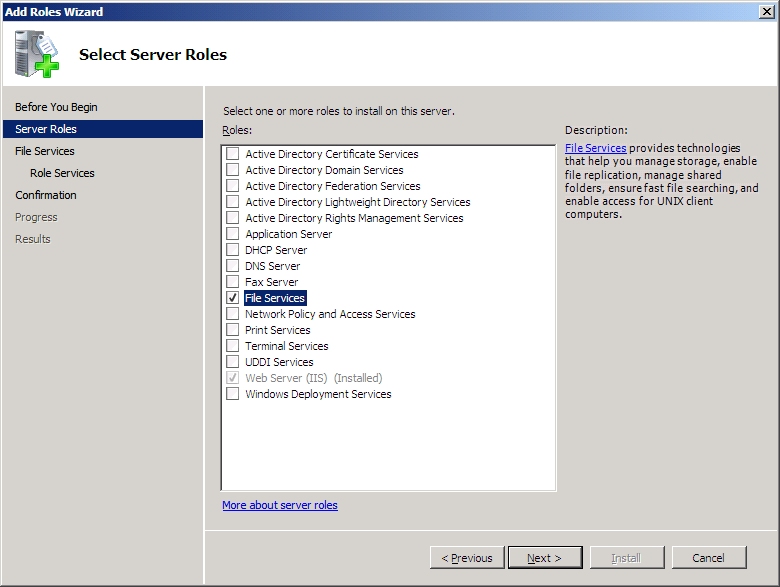 Add Roles Wizard
Select Server Roles
Before You Begin
Server Roles
File Services
Role Services
Confirmation
Progress
Results
Select one or more roles to install on this server.
Roles:
Active Directory Certificate Services
Active Directory Domain Services
Active Directory Federation Services
Active Directory Lightweight Directory Services
Active Directory Rights Management Services
Application Server
DHCP Server
DNS Server
Fax Server
File Services
Network Policy and Access Services
Print Services
Terminal Services
UDDI Services
Web Server (IIS)  (Installed)
Windows Deployment Services
More about server roles
Description:
File Services provides technologies
that help you manage storage, enable
file replication, manage shared
folders, ensure fast file searching, and
enable access for UNIX client
computers.
< Previous
Next >
Install
Cancel